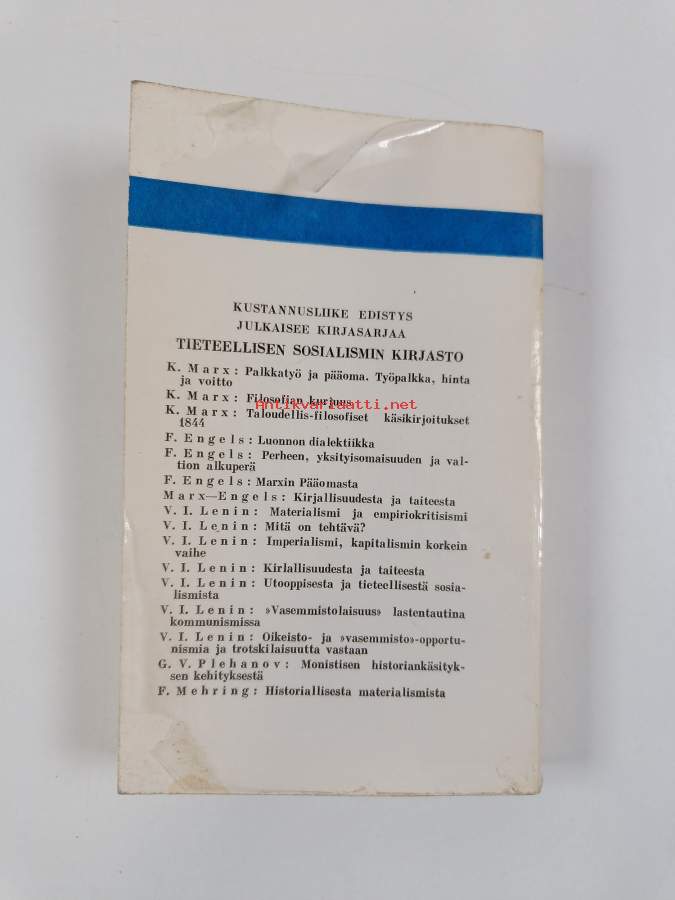 KUSTANNUSLIIKE EDISTYS
JULKAISEE KIRJASARJAA
TIETEELLISEN SOSIALISMIN KIRJASTO
K. Marx: Palkkatyö ja pääoma. Työpalkka, hinta
ja voitto
K. Marx: Filosofian kurjuus
Antikvariaatti.net
K. Marx: Taloudellis-filosofiset käsikirjoitukset
1844
F. Engels: Luonnon dialektiikka
F. Engels: Perheen, yksityisomaisuuden ja val-
tion alkuperä
F. Engels: Marxin Pääomasta
Marx—Engels: Kirjallisuudesta ja taiteesta
V. I. Lenin: Materialismi ja empiriokritisismi
V. I. Lenin: Mitä on tehtävä?
V. I. Lenin: Imperialismi, kapitalismin korkein
vaihe
V. I. Lenin: Kirlallisuudesta ja taiteesta
V. I. Lenin: Utooppisesta ja tieteellisestä sosia-
lismista
V. I. Lenin: »Vasemmistolaisuus» lastentautina
kommunismissa
V. I. Lenin: Oikeisto- ja »vasemmisto»-opportu-
nismia ja trotskilaisuutta vastaan
G. V. Plehanov: Monistisen historiankäsityk-
sen kehityksestä
F. Mehring: Historiallisesta materialismista